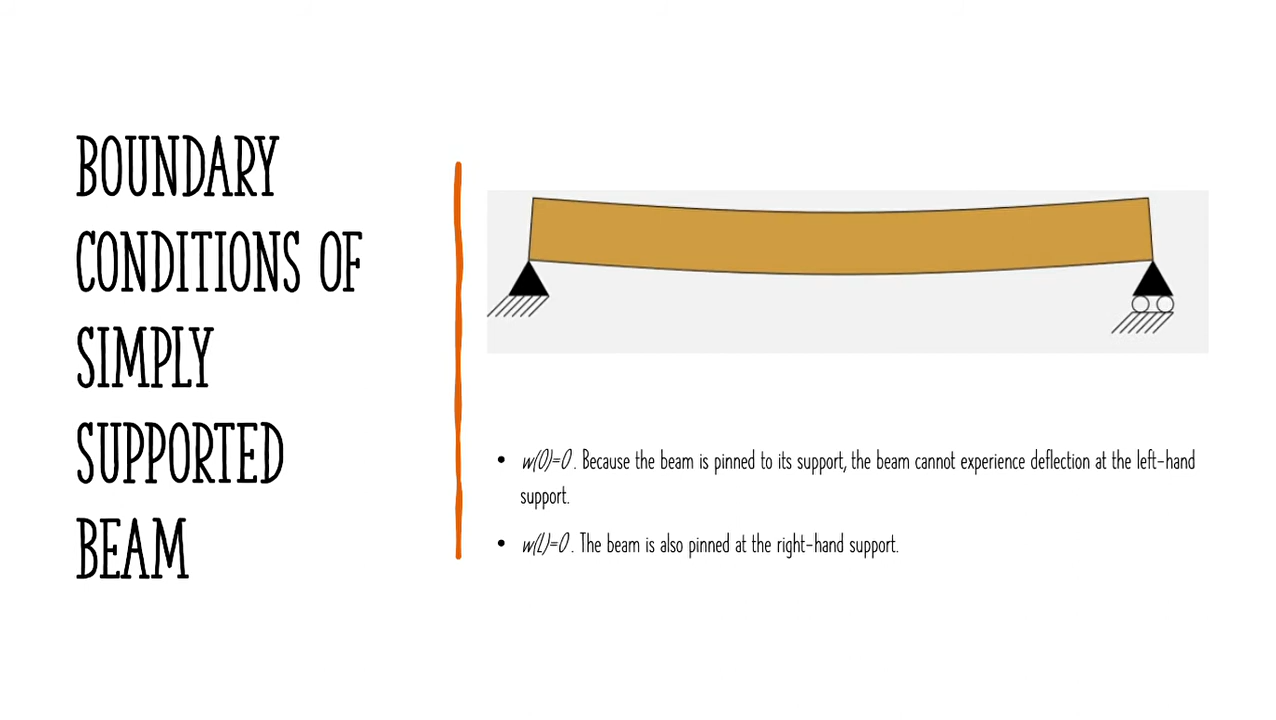 BOUNDARY
CONDITIONS OF
SIMPLY
SUPPORTED
BEAM
• w(0)=0. Because the beam is pinned to its support, the beam cannot experience deflection at the left-hand
support.
• w(L)=0. The beam is also pinned at the right-hand support.